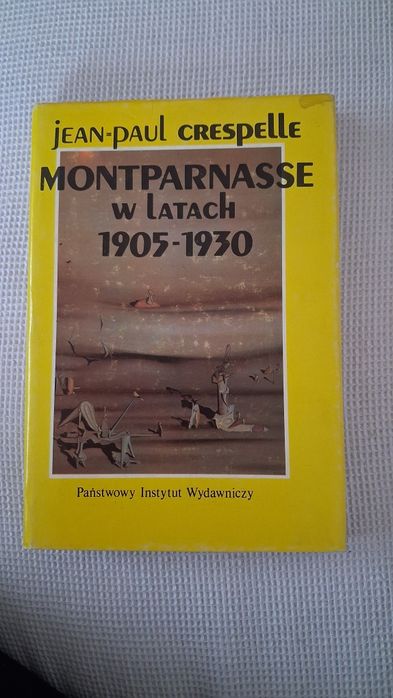 jean-paul crespelle
MONTPARNASSE
w latach
1905-1930
Państwowy Instytut Wydawniczy